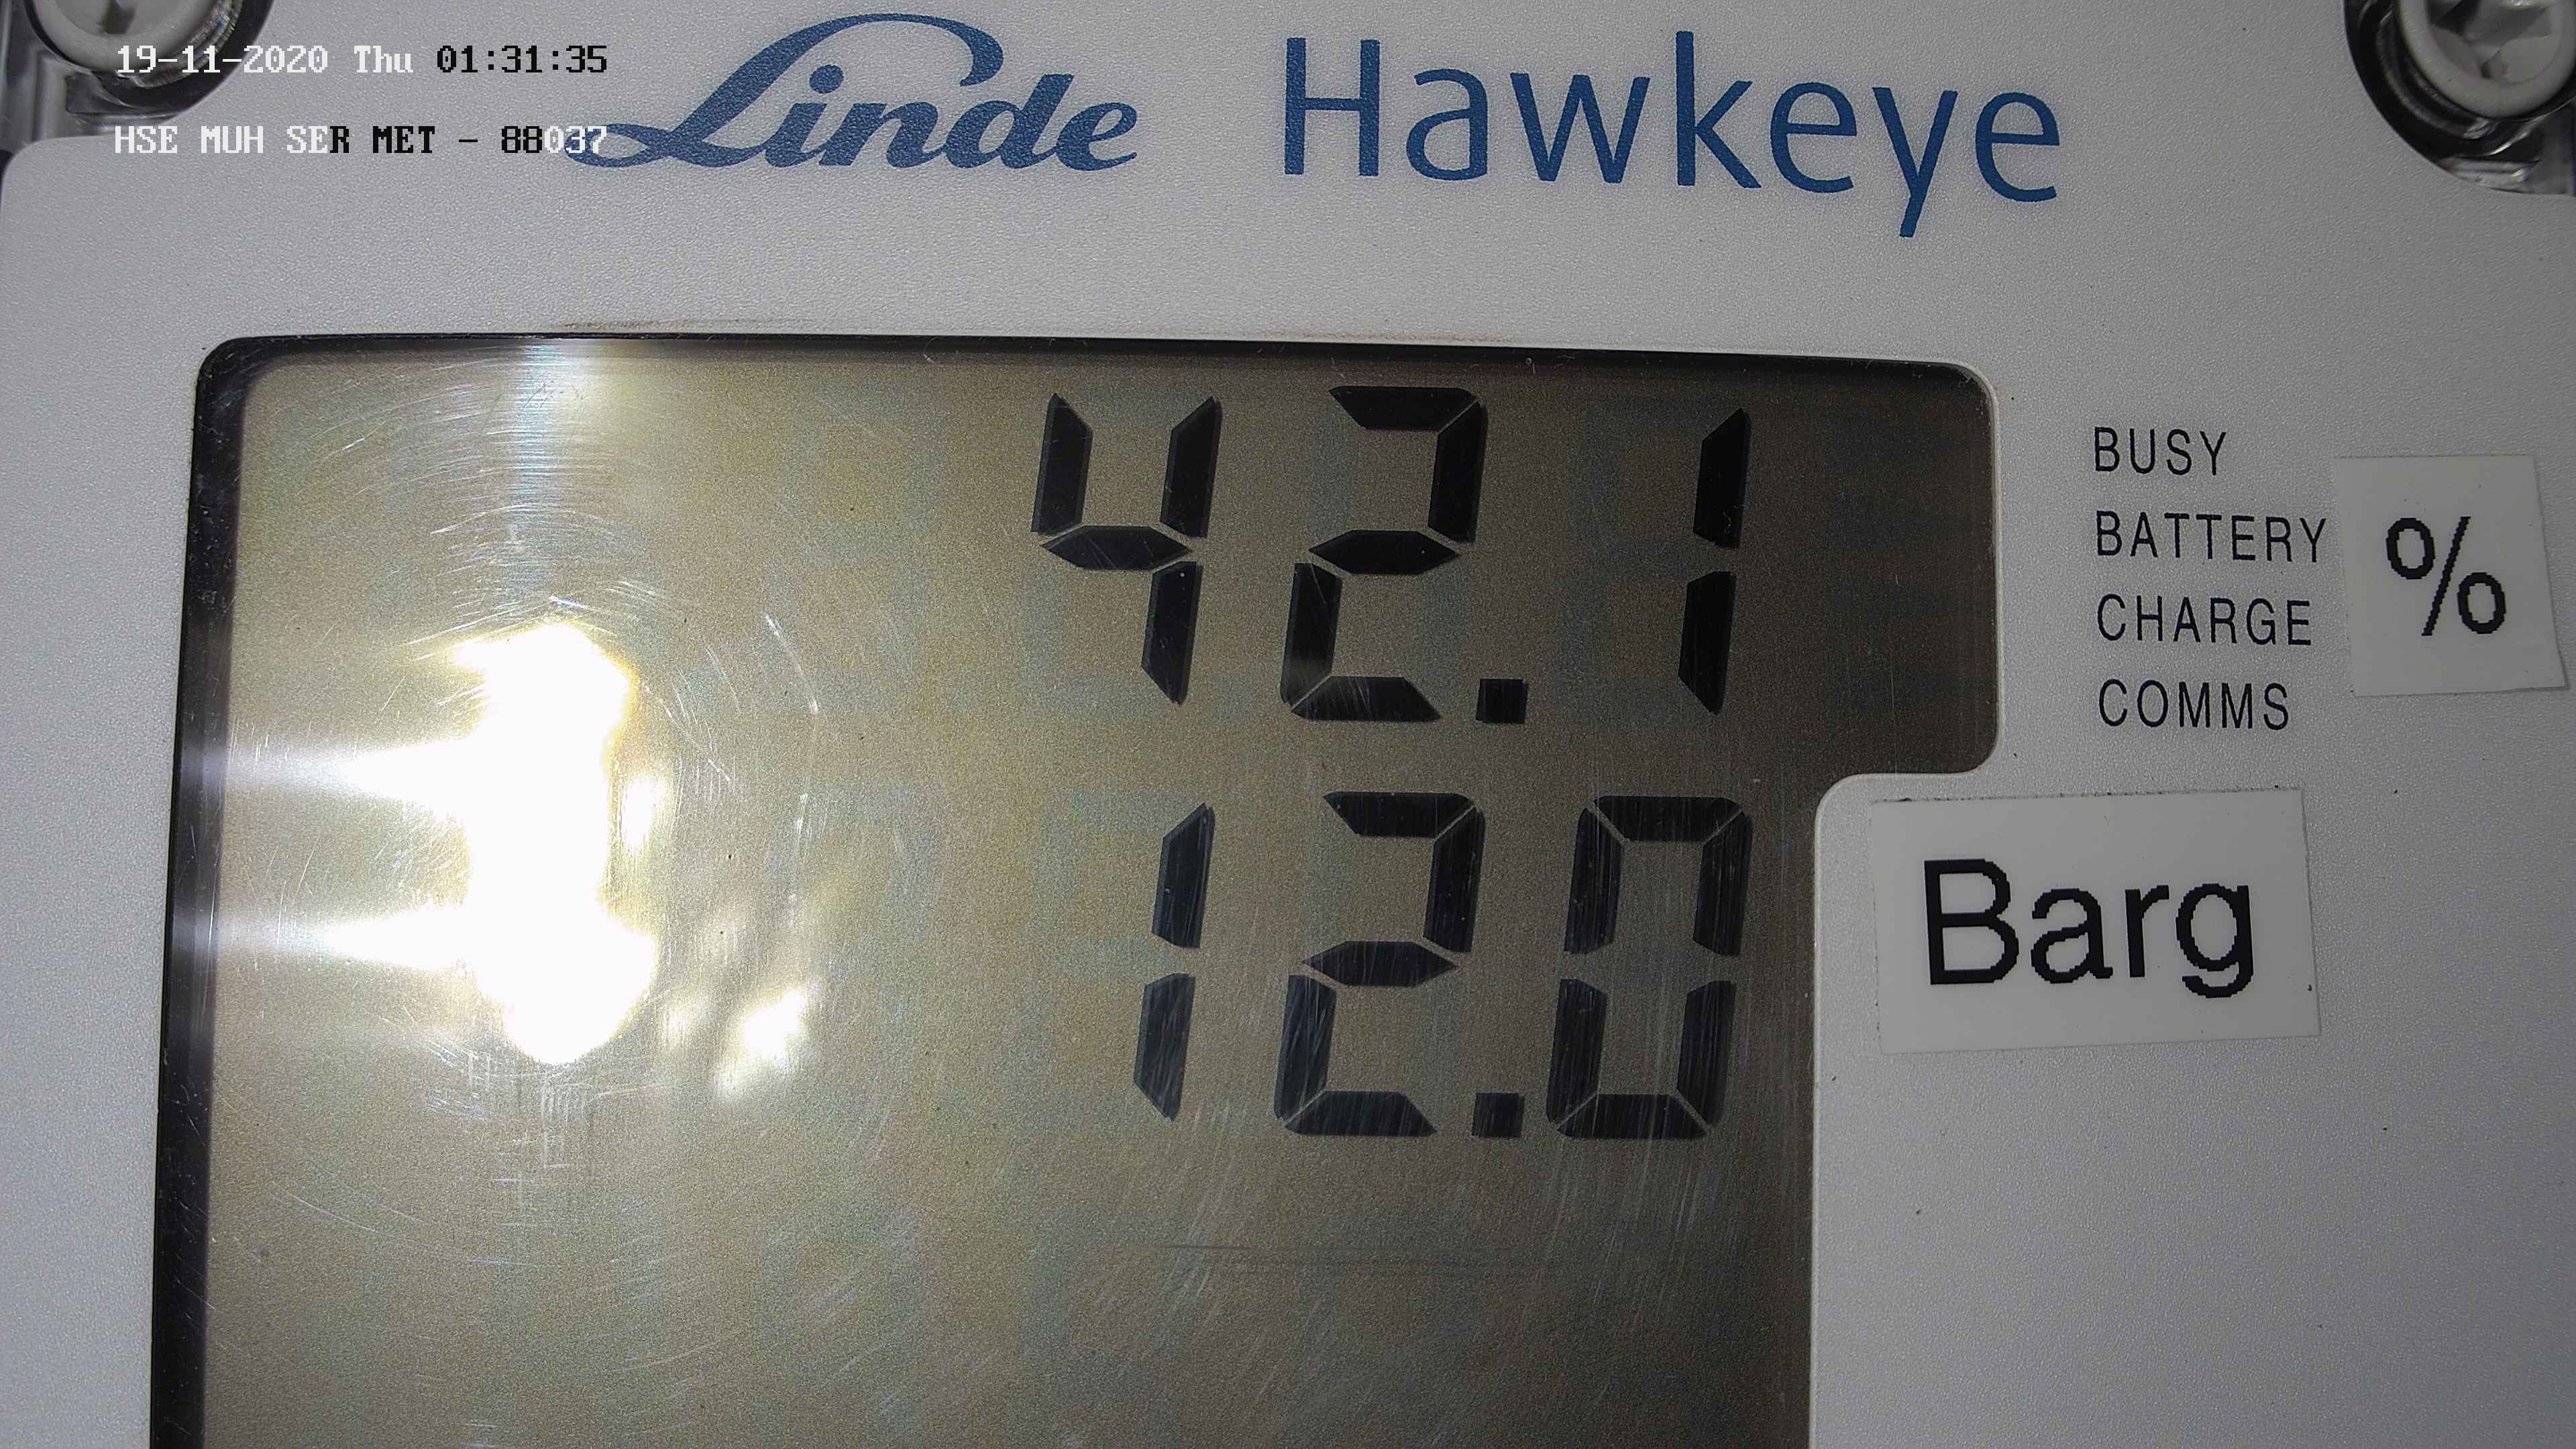 19-11-2020 Thu 01:31:35
HSE MUH SER MET - 88037
Linde Hawkeye
42.1
BUSY
BATTERY
CHARGE
COMMS
%
12.0
Barg